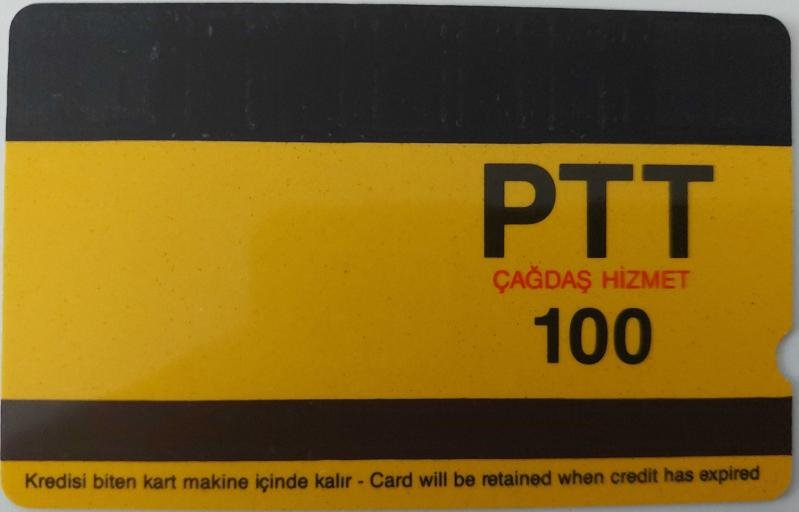 PTT
ÇAĞDAŞ HİZMET
100
Kredisi biten kart makine içinde kalır - Card will be retained when credit has expired